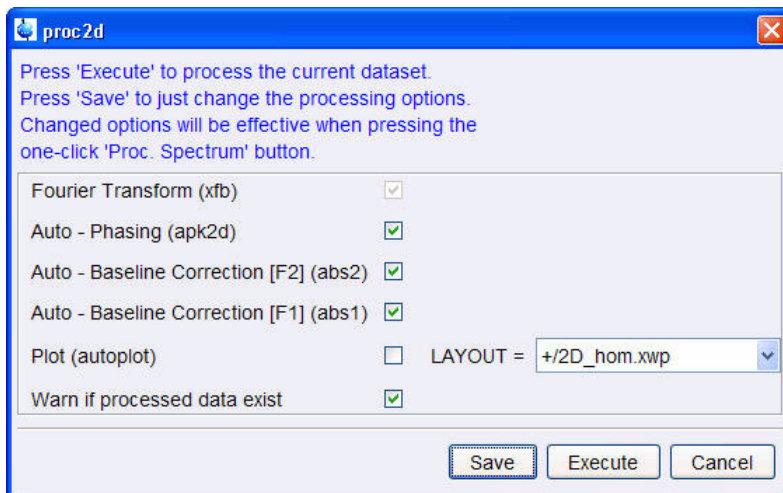 proc2d
Press 'Execute' to process the current dataset.
Press 'Save' to just change the processing options.
Changed options will be effective when pressing the
one-click 'Proc. Spectrum' button.
Fourier Transform (xfb)
Auto - Phasing (apk2d)
Auto - Baseline Correction [F2] (abs2)
Auto - Baseline Correction [F1] (abs1)
Plot (autoplot) LAYOUT = +/2D_hom.xwp
Warn if processed data exist
Save Execute Cancel